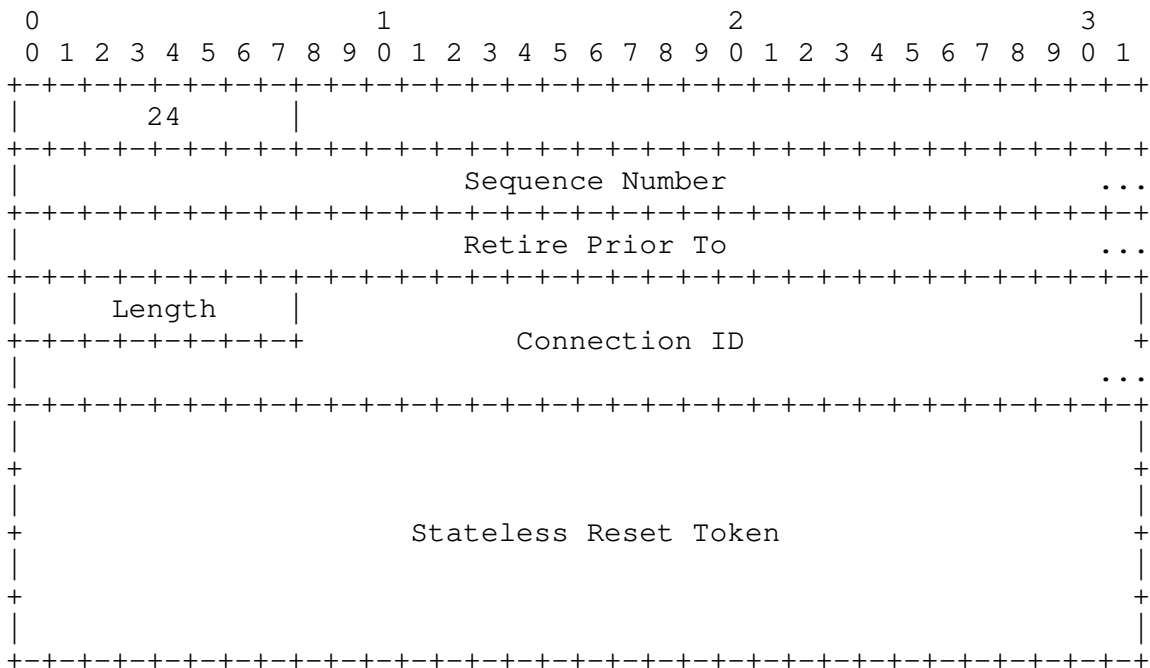 0                   1                   2                   3
 0 1 2 3 4 5 6 7 8 9 0 1 2 3 4 5 6 7 8 9 0 1 2 3 4 5 6 7 8 9 0 1
+-+-+-+-+-+-+-+-+-+-+-+-+-+-+-+-+-+-+-+-+-+-+-+-+-+-+-+-+-+-+-+-+
|       24      |
+-+-+-+-+-+-+-+-+-+-+-+-+-+-+-+-+-+-+-+-+-+-+-+-+-+-+-+-+-+-+-+-+
|                         Sequence Number                     ...
+-+-+-+-+-+-+-+-+-+-+-+-+-+-+-+-+-+-+-+-+-+-+-+-+-+-+-+-+-+-+-+-+
|                         Retire Prior To                     ...
+-+-+-+-+-+-+-+-+-+-+-+-+-+-+-+-+-+-+-+-+-+-+-+-+-+-+-+-+-+-+-+-+
|     Length    |                                               |
+-+-+-+-+-+-+-+-+            Connection ID                      +
|                                                             ...
+-+-+-+-+-+-+-+-+-+-+-+-+-+-+-+-+-+-+-+-+-+-+-+-+-+-+-+-+-+-+-+-+
|                                                               |
+                                                               +
|                                                               |
+                      Stateless Reset Token                    +
|                                                               |
+                                                               +
|                                                               |
+-+-+-+-+-+-+-+-+-+-+-+-+-+-+-+-+-+-+-+-+-+-+-+-+-+-+-+-+-+-+-+-+